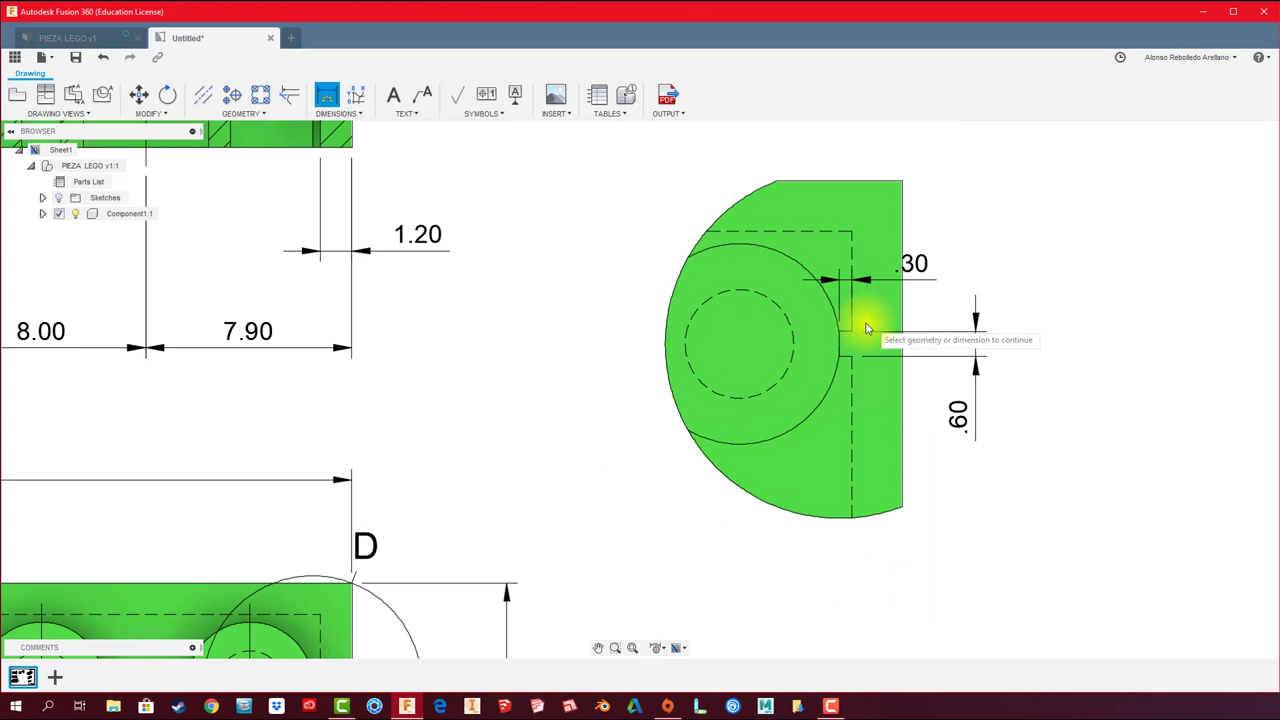 Autodesk Fusion 360 (Education License)
PIEZA LEGO v1
Untitled*
Alonso Rebolledo Arellano
Drawing
PDF
DRAWING VIEWS
MODIFY
GEOMETRY
DIMENSIONS
TEXT
SYMBOLS
INSERT
TABLES
OUTPUT
BROWSER
Sheet1
PIEZA LEGO v1:1
Parts List
Sketches
Component1:1
1.20
.30
8.00
7.90
Select geometry or dimension to continue
.60
D
COMMENTS